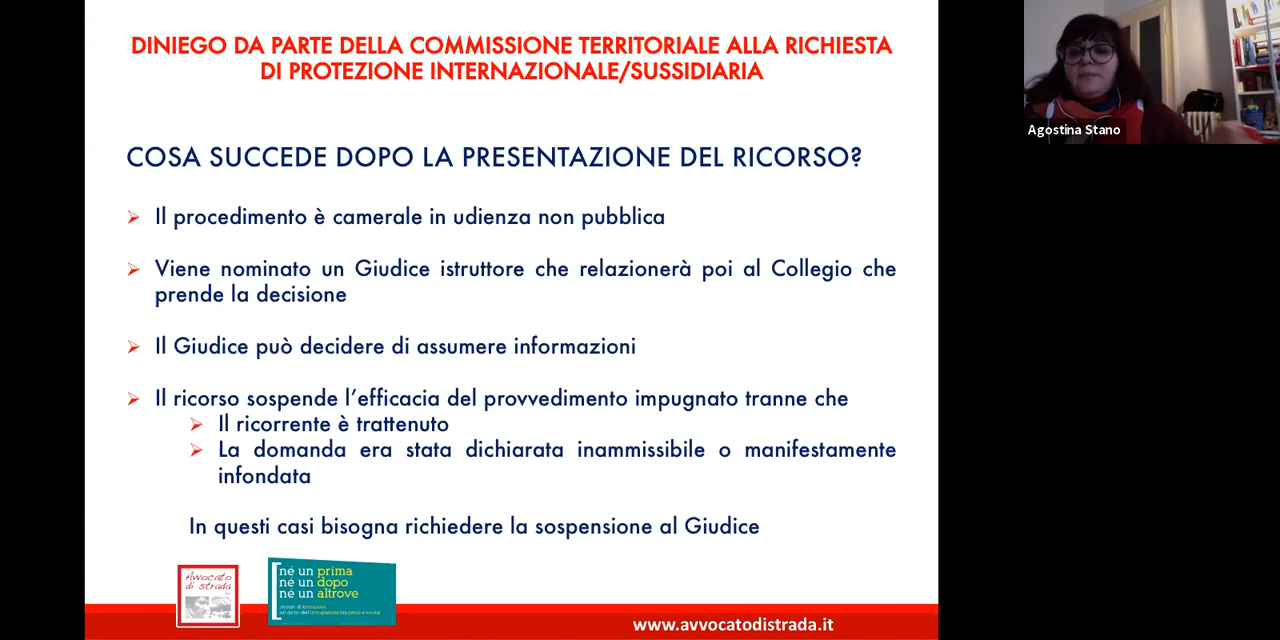 DINIEGO DA PARTE DELLA COMMISSIONE TERRITORIALE ALLA RICHIESTA
DI PROTEZIONE INTERNAZIONALE/SUSSIDIARIA
Agostina Stano
COSA SUCCEDE DOPO LA PRESENTAZIONE DEL RICORSO?
Il procedimento è camerale in udienza non pubblica
Viene nominato un Giudice istruttore che relazionerà poi al Collegio che
prende la decisione
Il Giudice può decidere di assumere informazioni
Il ricorso sospende l'efficacia del provvedimento impugnato tranne che
Il ricorrente è trattenuto
La domanda era stata dichiarata inammissibile o manifestamente
infondata
In questi casi bisogna richiedere la sospensione al Giudice
Avvocato
di strada
né un prima
né un dopo
né un altrove
www.avvocatodistrada.it